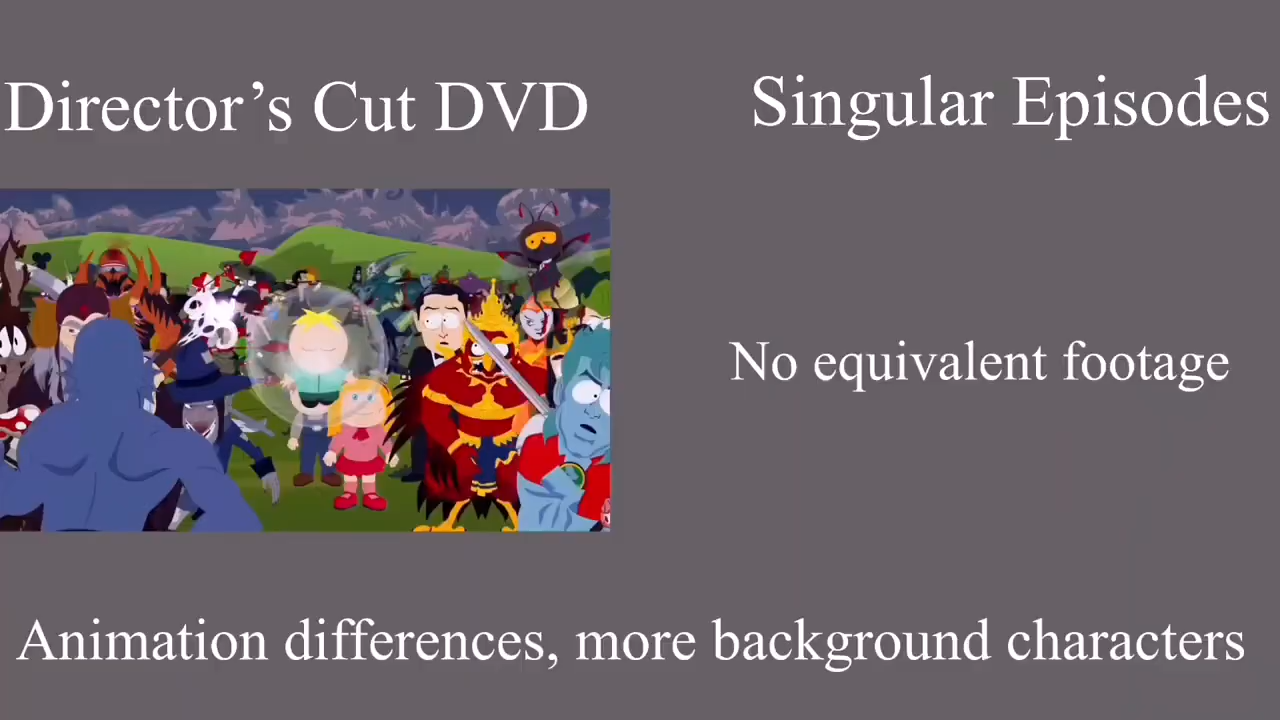 Director’s Cut DVD
Singular Episodes
No equivalent footage
Animation differences, more background characters